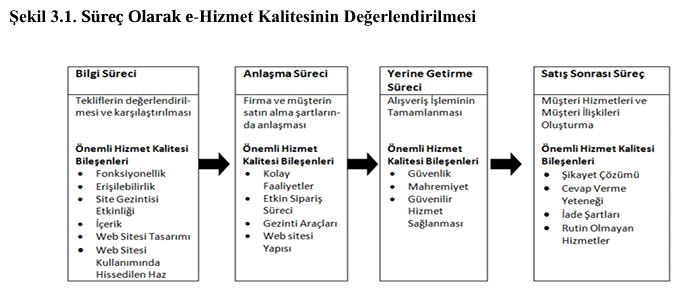 Şekil 3.1. Süreç Olarak e-Hizmet Kalitesinin Değerlendirilmesi
Bilgi Süreci
Tekliflerin değerlendiril-
mesi ve karşılaştırılması
Önemli Hizmet Kalitesi
Bileşenleri
• Fonksiyonellik
• Erişilebilirlik
• Site Gezintisi
Etkinliği
• İçerik
• Web Sitesi Tasarımı
• Web Sitesi
Kullanımında
Hissedilen Haz
Anlaşma Süreci
Firma ve müşterin
satın alma şartların-
da anlaşması
Önemli Hizmet
Kalitesi Bileşenleri
• Kolay
Faaliyetler
• Etkin Sipariş
Süreci
• Gezinti Araçları
• Web sitesi
Yapısı
Yerine Getirme
Süreci
Alışveriş İşleminin
Tamamlanması
Önemli Hizmet
Kalitesi Bileşenleri
• Güvenlik
• Mahremiyet
• Güvenilir
Hizmet
Sağlanması
Satış Sonrası Süreç
Müşteri Hizmetleri ve
Müşteri İlişkileri
Oluşturma
Önemli Hizmet Kalitesi
Bileşenleri
• Şikayet Çözümü
• Cevap Verme
Yeteneği
• İade Şartları
• Rutin Olmayan
Hizmetler